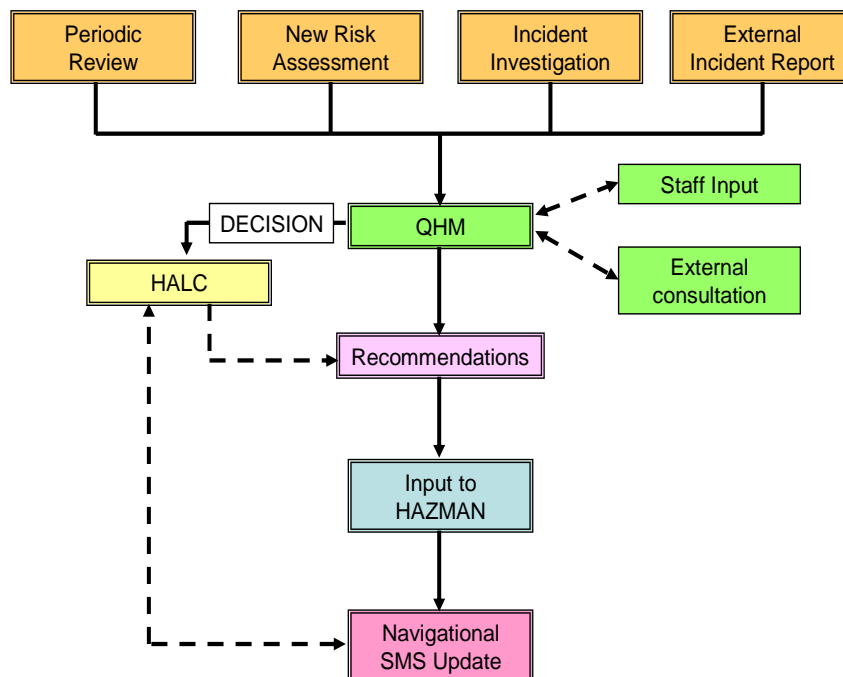 Periodic
Review
New Risk
Assessment
Incident
Investigation
External
Incident Report
Staff Input
DECISION
QHM
External
consultation
HALC
Recommendations
Input to
HAZMAN
Navigational
SMS Update